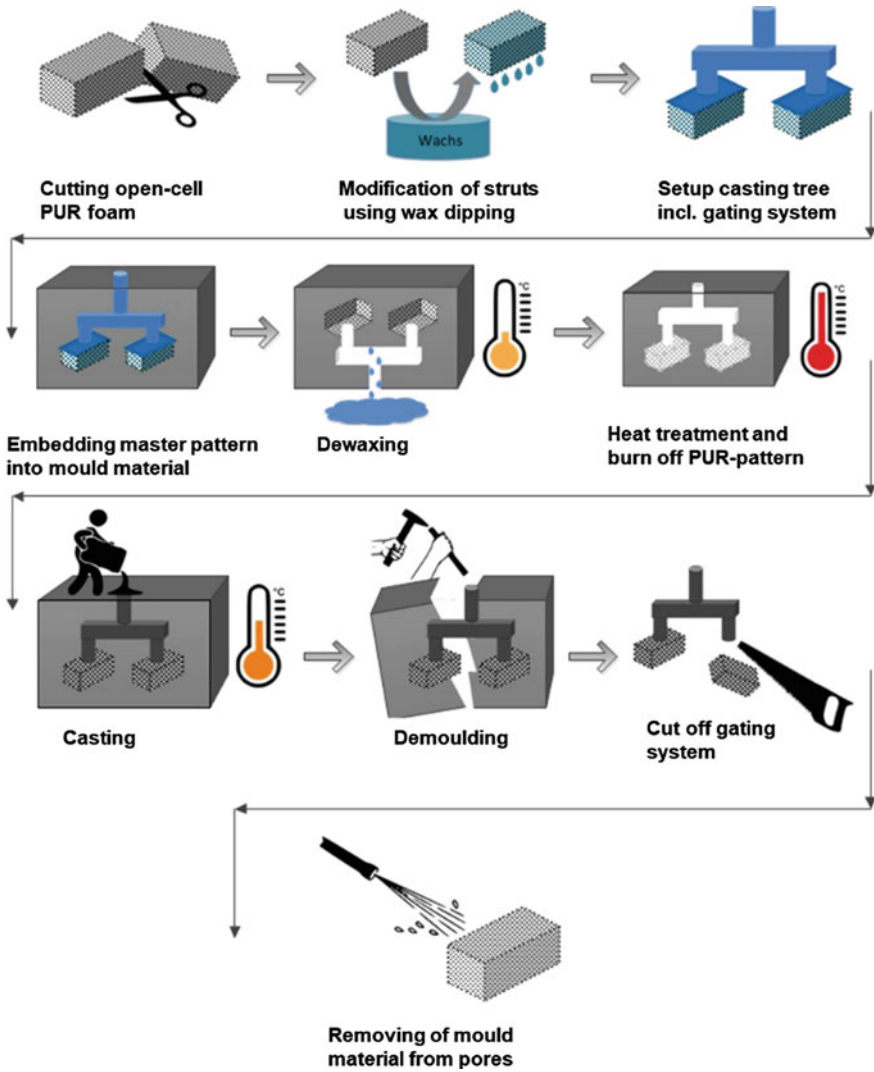 Wachs
Cutting open-cell
PUR foam
Modification of struts
using wax dipping
Setup casting tree
incl. gating system
°C
°C
Embedding master pattern
into mould material
Dewaxing
Heat treatment and
burn off PUR-pattern
°C
Casting
Demoulding
Cut off gating
system
Removing of mould
material from pores